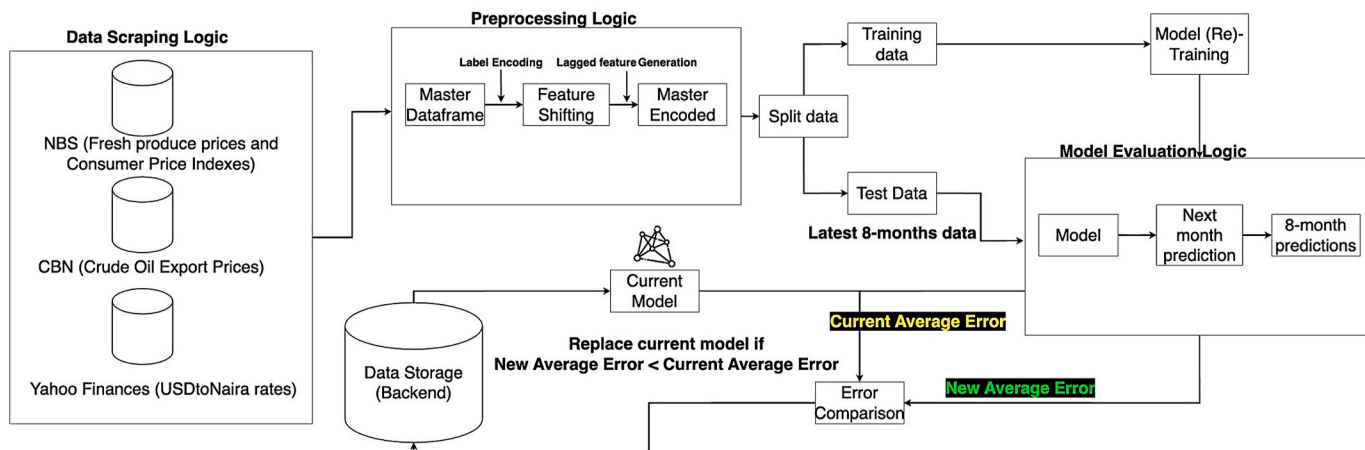 Data Scraping Logic
NBS (Fresh produce prices and
Consumer Price Indexes)
CBN (Crude Oil Export Prices)
Yahoo Finances (USDtoNaira rates)
Preprocessing Logic
Label Encoding
Lagged feature Generation
Master
Dataframe
Feature
Shifting
Master
Encoded
Split data
Training
data
Model (Re)-
Training
Test Data
Latest 8-months data
Model Evaluation Logic
Model
Next
month
prediction
8-month
predictions
Current
Model
Current Average Error
Replace current model if
New Average Error < Current Average Error
Data Storage
(Backend)
New Average Error
Error
Comparison